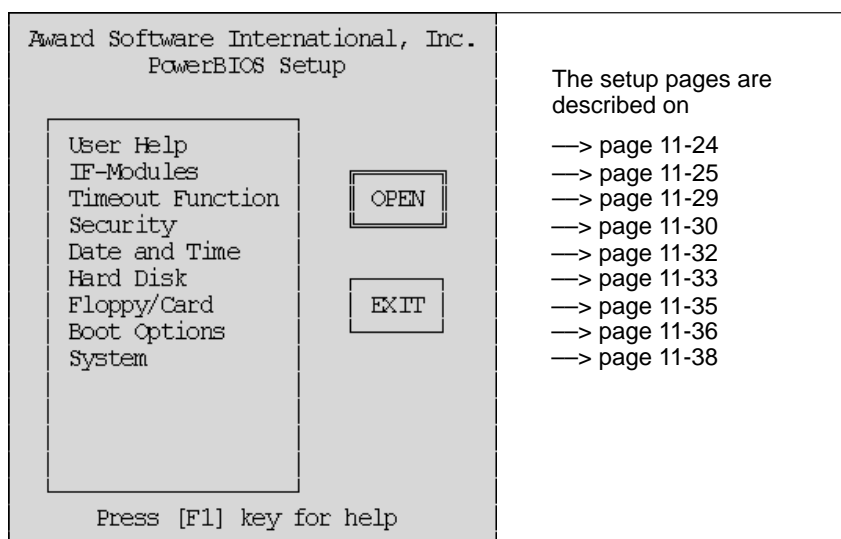 Award Software International, Inc.
PowerBIOS Setup
User Help
IF-Modules
Timeout Function
Security
Date and Time
Hard Disk
Floppy/Card
Boot Options
System
OPEN
EXIT
Press [F1] key for help
The setup pages are
described on
—> page 11-24
—> page 11-25
—> page 11-29
—> page 11-30
—> page 11-32
—> page 11-33
—> page 11-35
—> page 11-36
—> page 11-38